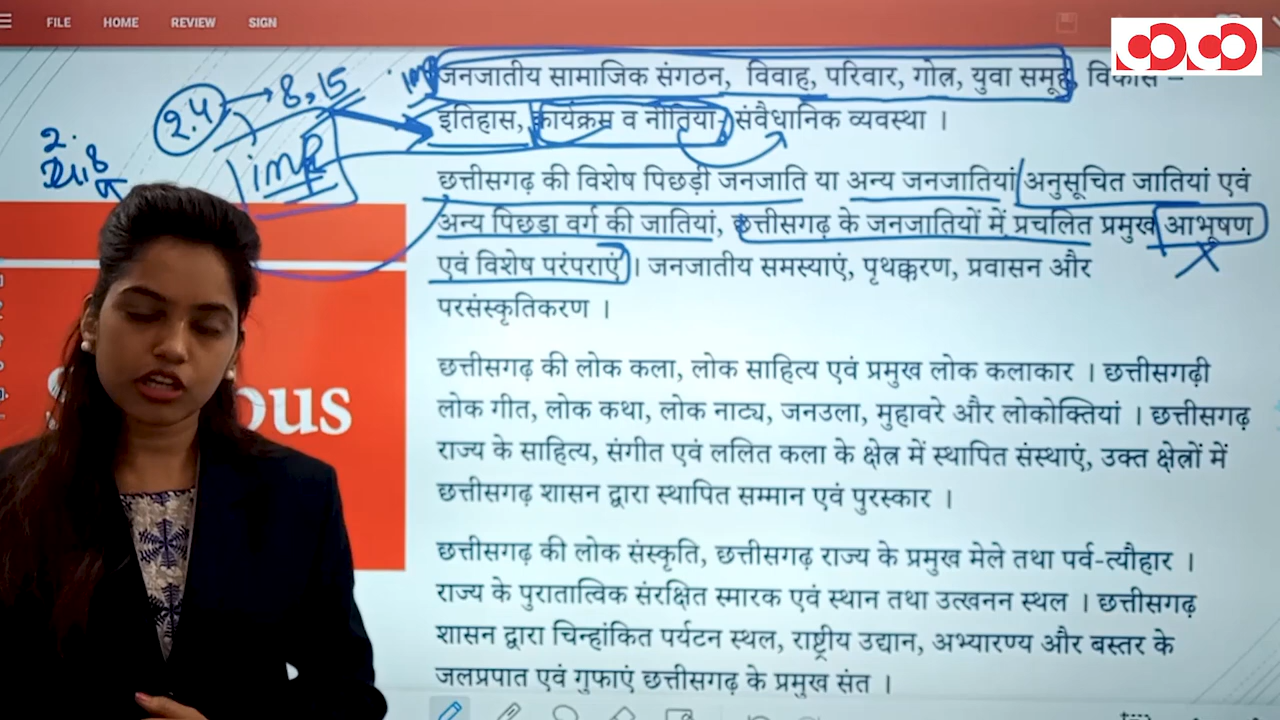 FILE HOME REVIEW SIGN
जनजातीय सामाजिक संगठन, विवाह, परिवार, गोत्र, युवा समूह, विकास –
इतिहास, कार्यक्रम व नीतियां- संवैधानिक व्यवस्था ।
छत्तीसगढ़ की विशेष पिछड़ी जनजाति या अन्य जनजातियां अनुसूचित जातियां एवं
अन्य पिछडा वर्ग की जातियां, छत्तीसगढ़ के जनजातियों में प्रचलित प्रमुख आभूषण
एवं विशेष परंपराएं । जनजातीय समस्याएं, पृथक्करण, प्रवासन और
परसंस्कृतिकरण ।
छत्तीसगढ़ की लोक कला, लोक साहित्य एवं प्रमुख लोक कलाकार । छत्तीसगढ़ी
लोक गीत, लोक कथा, लोक नाट्य, जनउला, मुहावरे और लोकोक्तियां । छत्तीसगढ़
राज्य के साहित्य, संगीत एवं ललित कला के क्षेत्र में स्थापित संस्थाएं, उक्त क्षेत्रों में
छत्तीसगढ़ शासन द्वारा स्थापित सम्मान एवं पुरस्कार ।
छत्तीसगढ़ की लोक संस्कृति, छत्तीसगढ़ राज्य के प्रमुख मेले तथा पर्व-त्यौहार ।
राज्य के पुरातात्विक संरक्षित स्मारक एवं स्थान तथा उत्खनन स्थल । छत्तीसगढ़
शासन द्वारा चिन्हांकित पर्यटन स्थल, राष्ट्रीय उद्यान, अभ्यारण्य और बस्तर के
जलप्रपात एवं गुफाएं छत्तीसगढ़ के प्रमुख संत ।
imp
2.4 8, 15
imp
2.
8